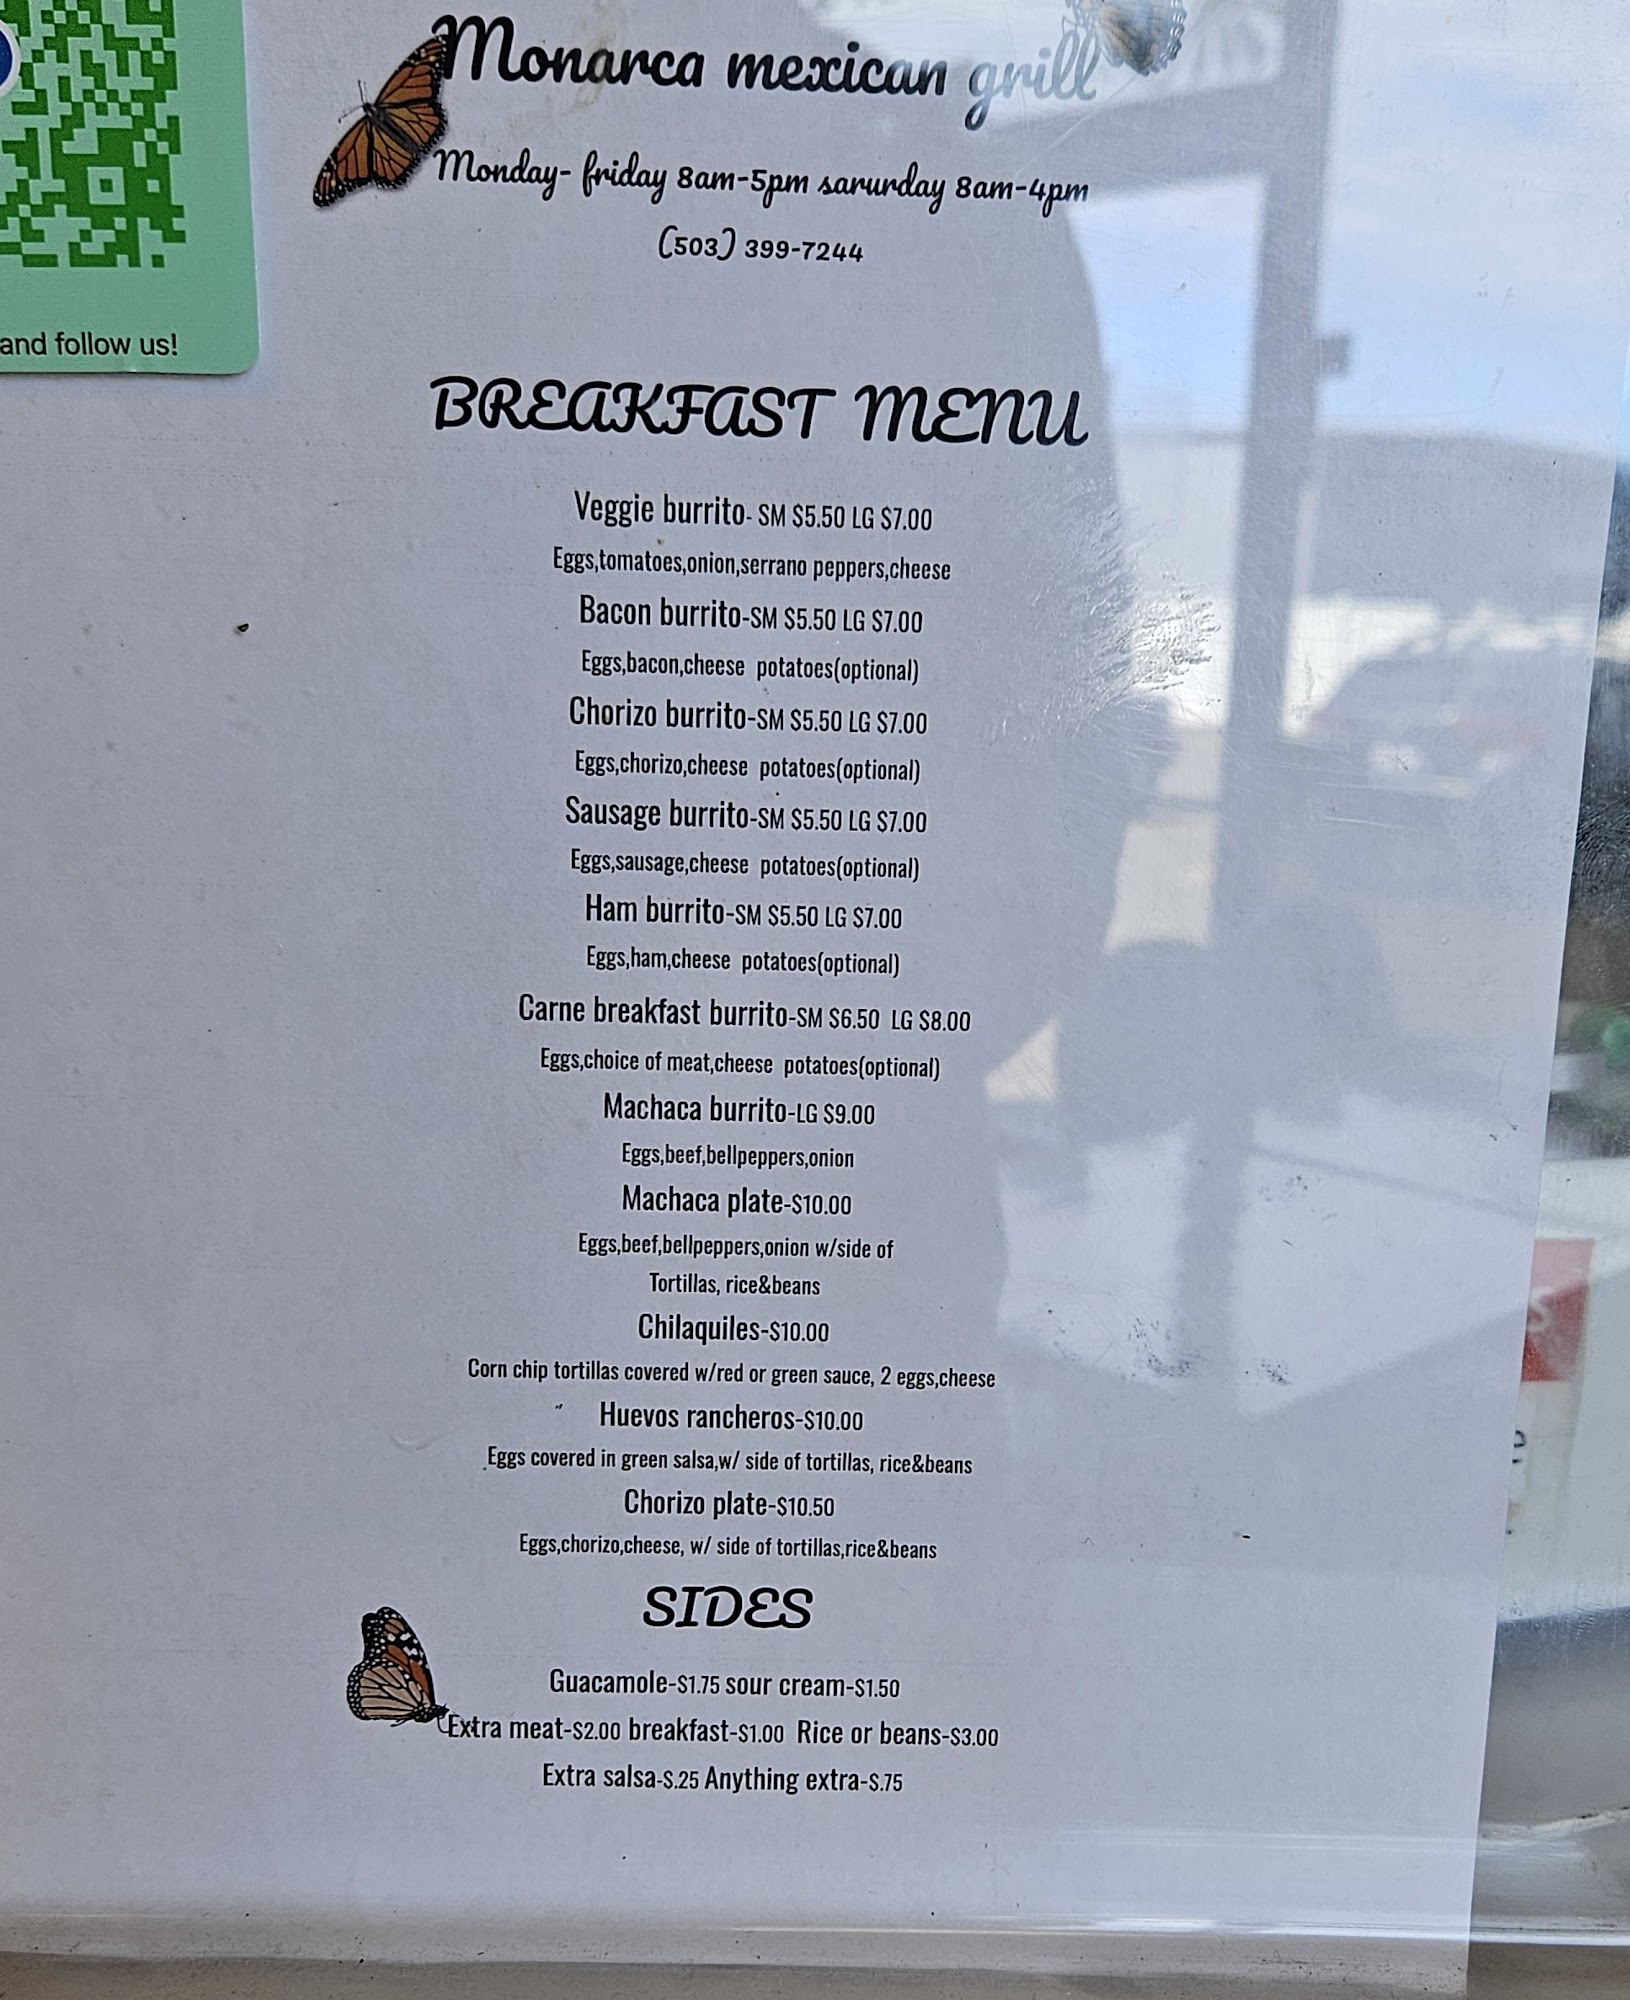 Monarca mexican grill
Monday- friday 8am-5pm sarurday 8am-4pm
(503) 399-7244
and follow us!
BREAKFAST MENU
Veggie burrito- SM $5.50 LG $7.00
Eggs,tomatoes,onion,serrano peppers,cheese
Bacon burrito-SM $5.50 LG $7.00
Eggs,bacon,cheese potatoes(optional)
Chorizo burrito-SM $5.50 LG $7.00
Eggs,chorizo,cheese potatoes(optional)
Sausage burrito-SM $5.50 LG $7.00
Eggs,sausage,cheese potatoes(optional)
Ham burrito-SM $5.50 LG $7.00
Eggs,ham,cheese potatoes(optional)
Carne breakfast burrito-SM $6.50 LG $8.00
Eggs,choice of meat,cheese potatoes(optional)
Machaca burrito-LG $9.00
Eggs,beef,bellpeppers,onion
Machaca plate-$10.00
Eggs,beef,bellpeppers,onion w/side of
Tortillas, rice&beans
Chilaquiles-$10.00
Corn chip tortillas covered w/red or green sauce, 2 eggs,cheese
Huevos rancheros-$10.00
Eggs covered in green salsa,w/ side of tortillas, rice&beans
Chorizo plate-$10.50
Eggs,chorizo,cheese, w/ side of tortillas,rice&beans
SIDES
Guacamole-$1.75 sour cream-$1.50
Extra meat-$2.00 breakfast-$1.00 Rice or beans-$3.00
Extra salsa-$.25 Anything extra-$.75